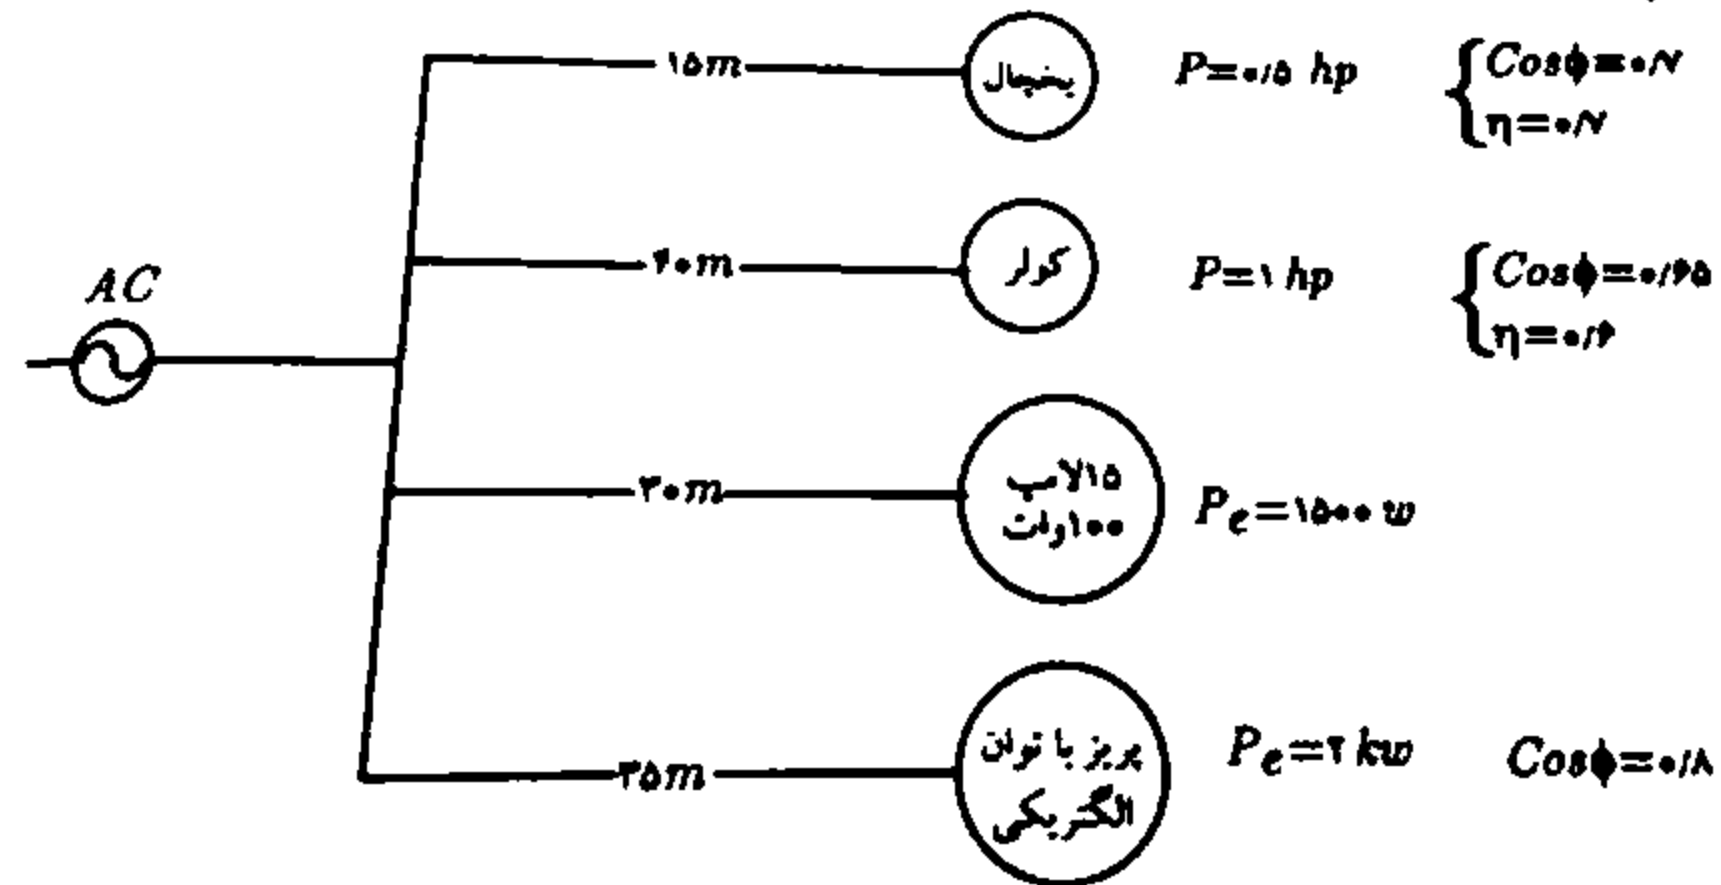 ۱۵m
یخچال
P=۰/۵ hp
Cosϕ=۰/۷
η=۰/۷
۴۰m
کولر
P=۱ hp
Cosϕ=۰/۶۵
η=۰/۶
AC
۳۰m
۱۵لامپ
۱۰۰وات
Pe=۱۵۰۰ w
۳۵m
پریز با توان
الکتریکی
Pe=۲ kw
Cosϕ=۰/۸